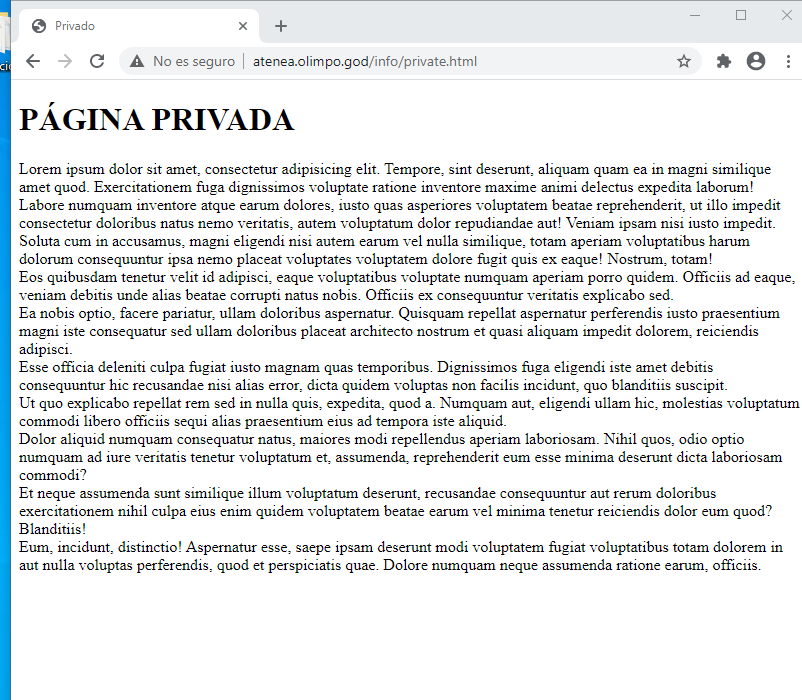 Privado
No es seguro atenea.olimpo.god/info/private.html
PÁGINA PRIVADA
Lorem ipsum dolor sit amet, consectetur adipisicing elit. Tempore, sint deserunt, aliquam quam ea in magni similique
amet quod. Exercitationem fuga dignissimos voluptate ratione inventore maxime animi delectus expedita laborum!
Labore numquam inventore atque earum dolores, iusto quas asperiores voluptatem beatae reprehenderit, ut illo impedit
consectetur doloribus natus nemo veritatis, autem voluptatum dolor repudiandae aut! Veniam ipsam nisi iusto impedit.
Soluta cum in accusamus, magni eligendi nisi autem earum vel nulla similique, totam aperiam voluptatibus harum
dolorum consequuntur ipsa nemo placeat voluptates voluptatem dolore fugit quis ex eaque! Nostrum, totam!
Eos quibusdam tenetur velit id adipisci, eaque voluptatibus voluptate numquam aperiam porro quidem. Officiis ad eaque,
veniam debitis unde alias beatae corrupti natus nobis. Officiis ex consequuntur veritatis explicabo sed.
Ea nobis optio, facere pariatur, ullam doloribus aspernatur. Quisquam repellat aspernatur perferendis iusto praesentium
magni iste consequatur sed ullam doloribus placeat architecto nostrum et quasi aliquam impedit dolorem, reiciendis
adipisci.
Esse officia deleniti culpa fugiat iusto magnam quas temporibus. Dignissimos fuga eligendi iste amet debitis
consequuntur hic recusandae nisi alias error, dicta quidem voluptas non facilis incidunt, quo blanditiis suscipit.
Ut quo explicabo repellat rem sed in nulla quis, expedita, quod a. Numquam aut, eligendi ullam hic, molestias voluptatum
commodi libero officiis sequi alias praesentium eius ad tempora iste aliquid.
Dolor aliquid numquam consequatur natus, maiores modi repellendus aperiam laboriosam. Nihil quos, odio optio
numquam ad iure veritatis tenetur voluptatum et, assumenda, reprehenderit eum esse minima deserunt dicta laboriosam
commodi?
Et neque assumenda sunt similique illum voluptatum deserunt, recusandae consequuntur aut rerum doloribus
exercitationem nihil culpa eius enim quidem voluptatem beatae earum vel minima tenetur reiciendis dolor eum quod?
Blanditiis!
Eum, incidunt, distinctio! Aspernatur esse, saepe ipsam deserunt modi voluptatem fugiat voluptatibus totam dolorem in
aut nulla voluptas perferendis, quod et perspiciatis quae. Dolore numquam neque assumenda ratione earum, officiis.